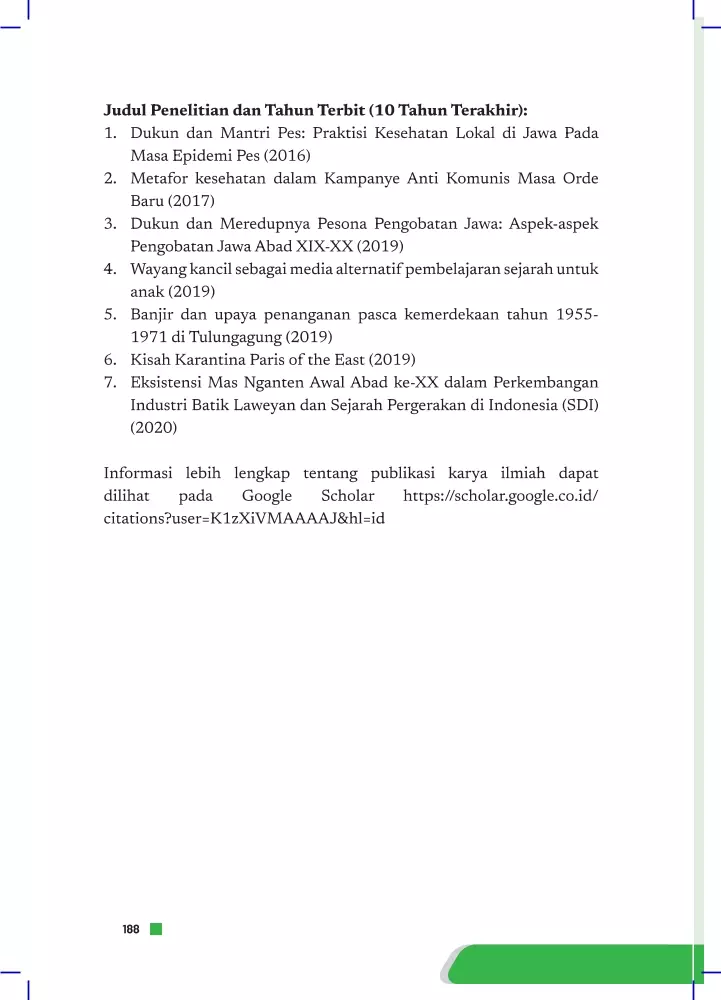 Judul Penelitian dan Tahun Terbit (10 Tahun Terakhir):
1. Dukun dan Mantri Pes: Praktisi Kesehatan Lokal di Jawa Pada
Masa Epidemi Pes (2016)
2. Metafor kesehatan dalam Kampanye Anti Komunis Masa Orde
Baru (2017)
3. Dukun dan Meredupnya Pesona Pengobatan Jawa: Aspek-aspek
Pengobatan Jawa Abad XIX-XX (2019)
4. Wayang kancil sebagai media alternatif pembelajaran sejarah untuk
anak (2019)
5. Banjir dan upaya penanganan pasca kemerdekaan tahun 1955-
1971 di Tulungagung (2019)
6. Kisah Karantina Paris of the East (2019)
7. Eksistensi Mas Nganten Awal Abad ke-XX dalam Perkembangan
Industri Batik Laweyan dan Sejarah Pergerakan di Indonesia (SDI)
(2020)
Informasi lebih lengkap tentang publikasi karya ilmiah dapat
dilihat pada Google Scholar https://scholar.google.co.id/
citations?user=K1zXiVMAAAAJ&hl=id
188